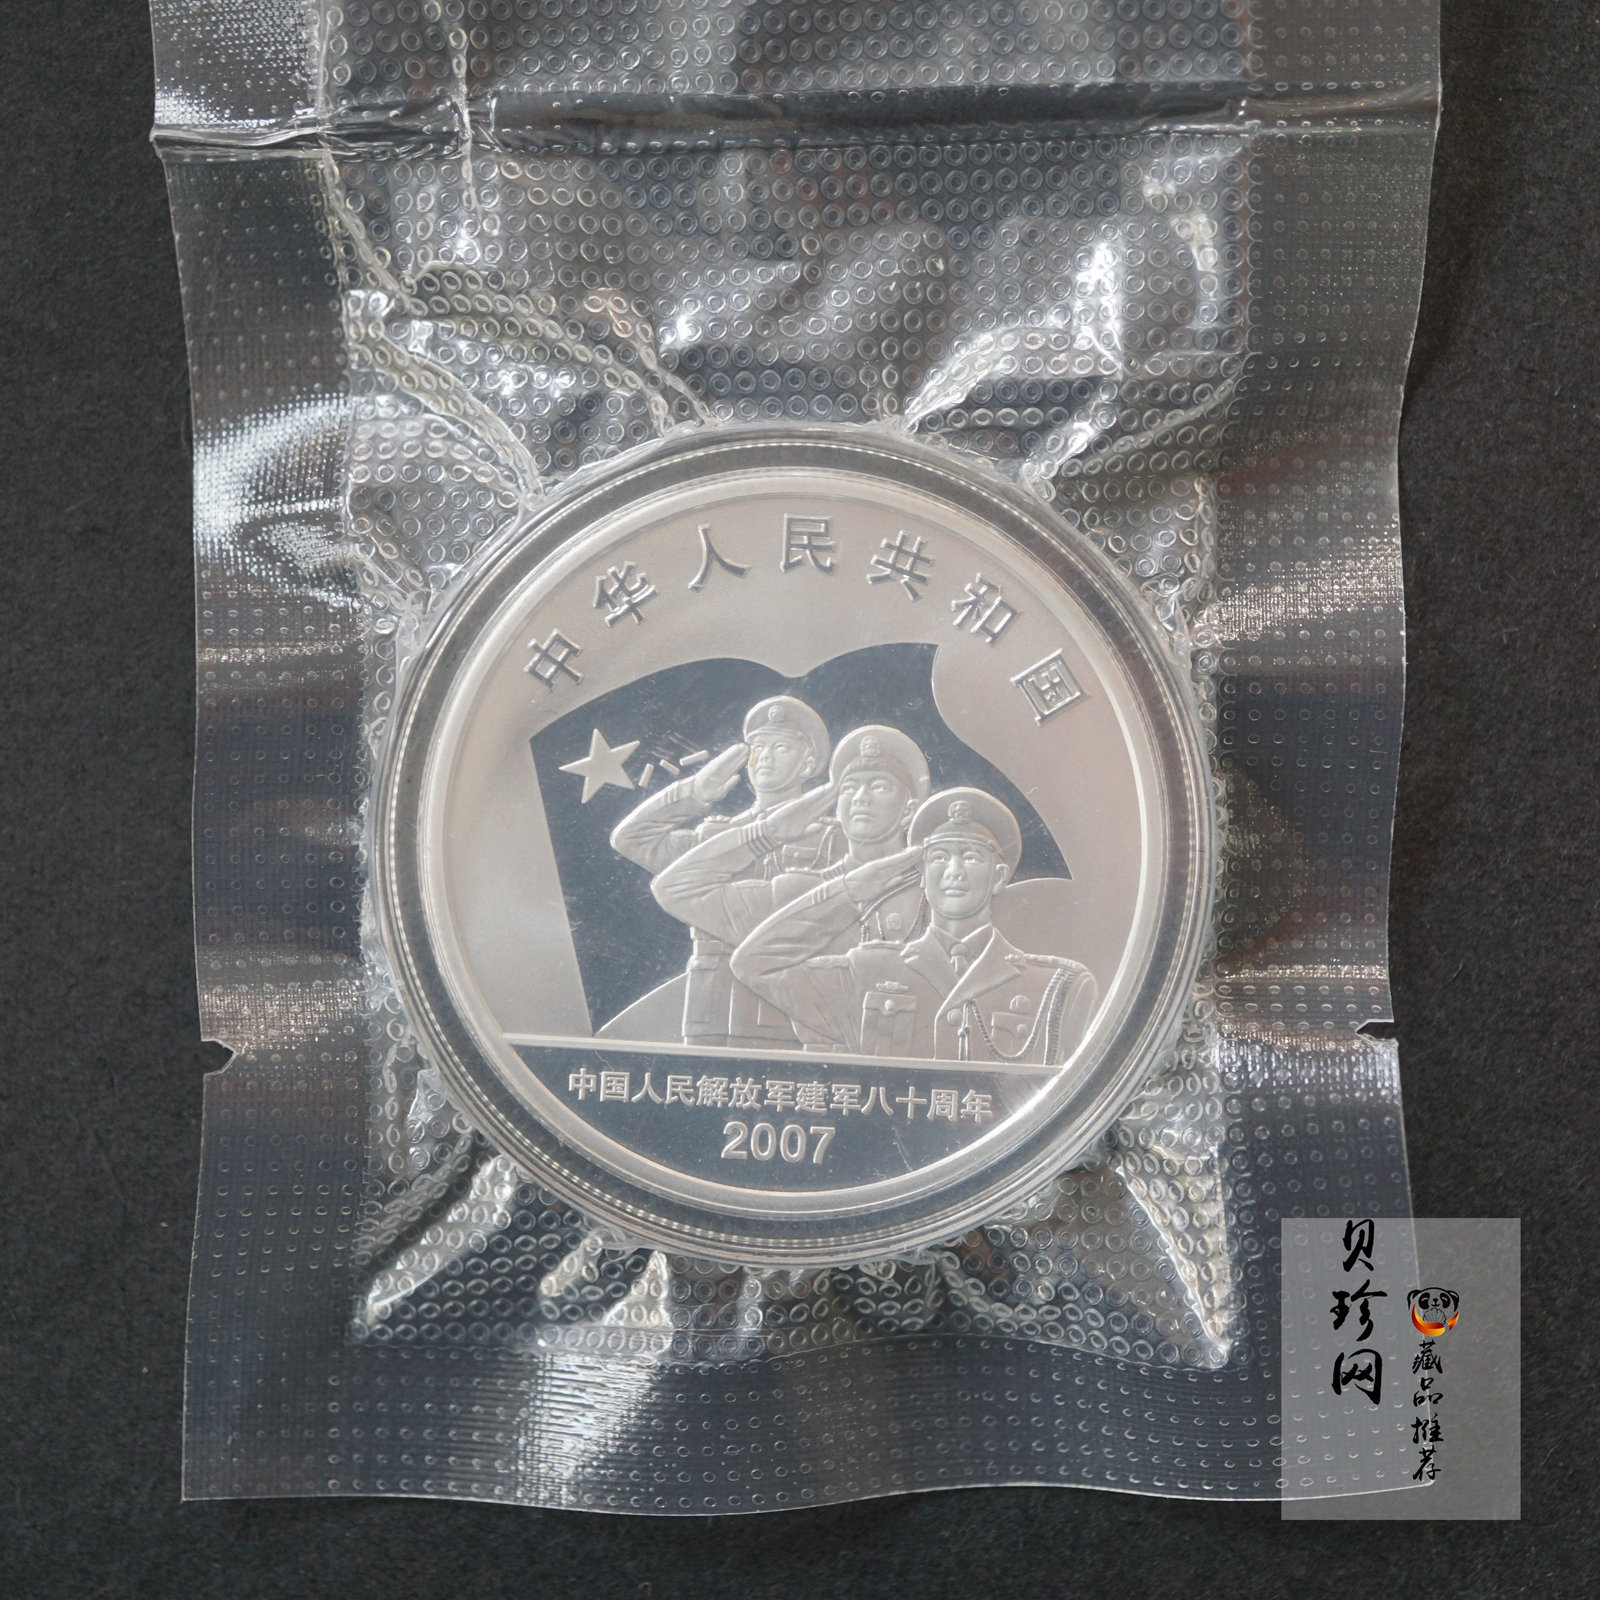 中华人民共和国
八一
中国人民解放军建军八十周年
2007
贝珍网
藏品推荐